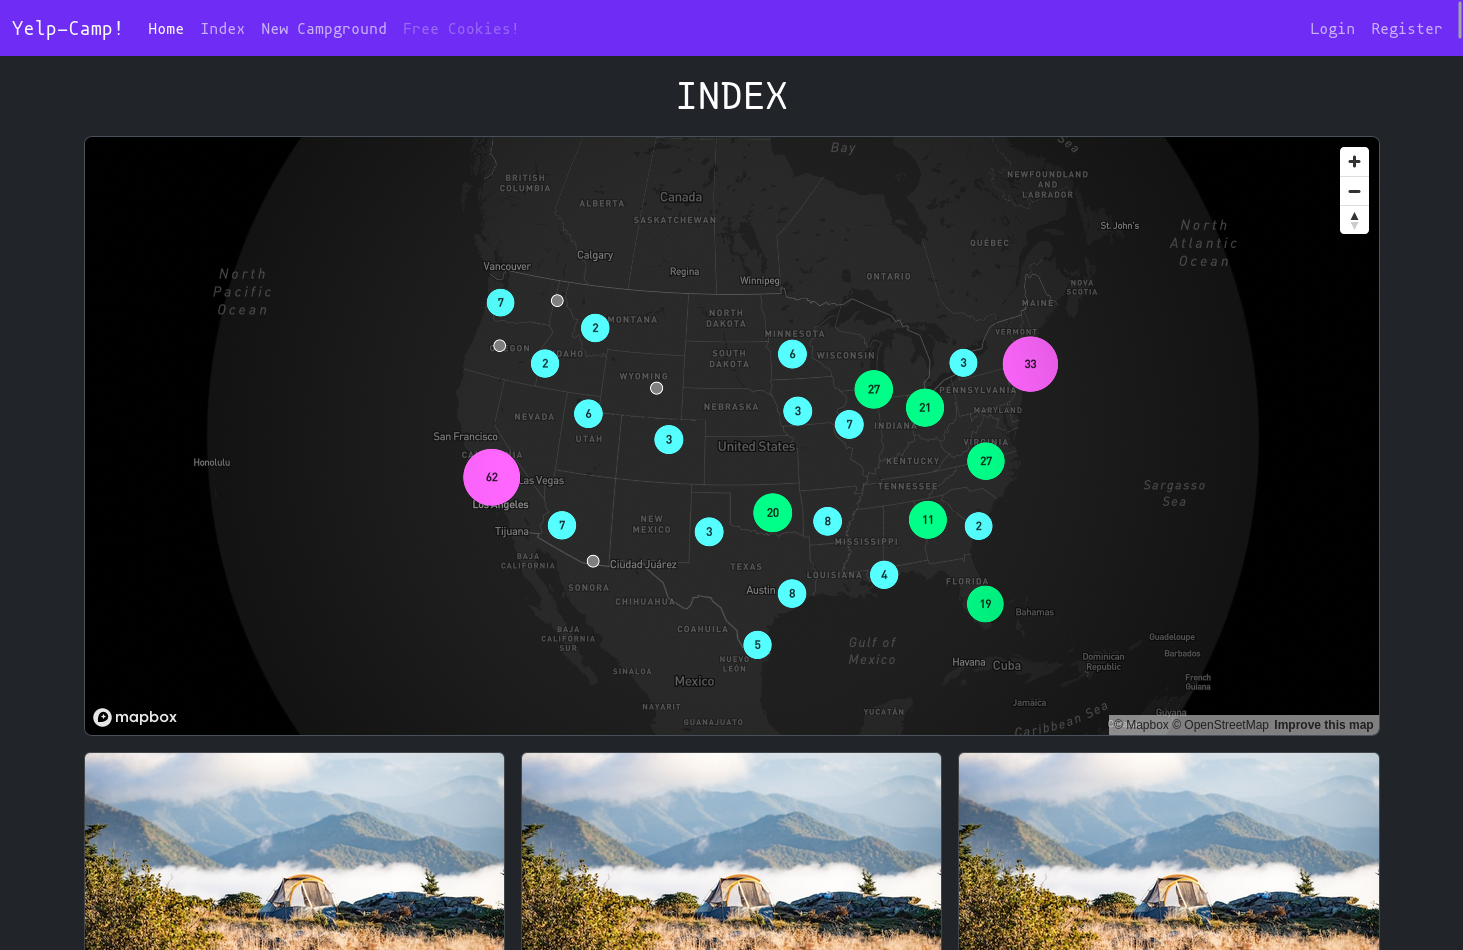 Yelp-Camp!
Home
Index
New Campground
Free Cookies!
Login
Register
INDEX
Bay
Sea
BRITISH
COLUMBIA
ALBERTA
Canada
SASKATCHEWAN
NEWFOUNDLAND
AND
LABRADOR
St. John's
North
Atlantic
Ocean
QUÉBEC
Calgary
Vancouver
Regina
Winnipeg
ONTARIO
NOVA
SCOTIA
MAINE
North
Pacific
Ocean
7
2
MONTANA
NORTH
DAKOTA
MINNESOTA
VERMONT
OREGON
2
IDAHO
SOUTH
DAKOTA
6
WISCONSIN
3
33
WYOMING
27
PENNSYLVANIA
NEBRASKA
3
21
MARYLAND
6
NEVADA
7
INDIANA
San Francisco
UTAH
3
United States
VIRGINIA
CALIFORNIA
Honolulu
KENTUCKY
27
62
Las Vegas
TENNESSEE
Sargasso
Sea
Los Angeles
20
7
NEW
MEXICO
8
11
2
Tijuana
3
MISSISSIPPI
BAJA
CALIFORNIA
Ciudad Juárez
TEXAS
LOUISIANA
4
FLORIDA
SONORA
Austin
8
CHIHUAHUA
19
Bahamas
BAJA
CALIFORNIA
SUR
COAHUILA
5
Gulf of
Mexico
Guadeloupe
Barbados
NUEVO
LEÓN
Havana
Cuba
Dominican
Republic
SINALOA
Mexico
French
Guiana
NAYARIT
YUCATÁN
Jamaica
Guyana
GUANAJUATO
Caribbean Sea
mapbox
© Mapbox © OpenStreetMap Improve this map